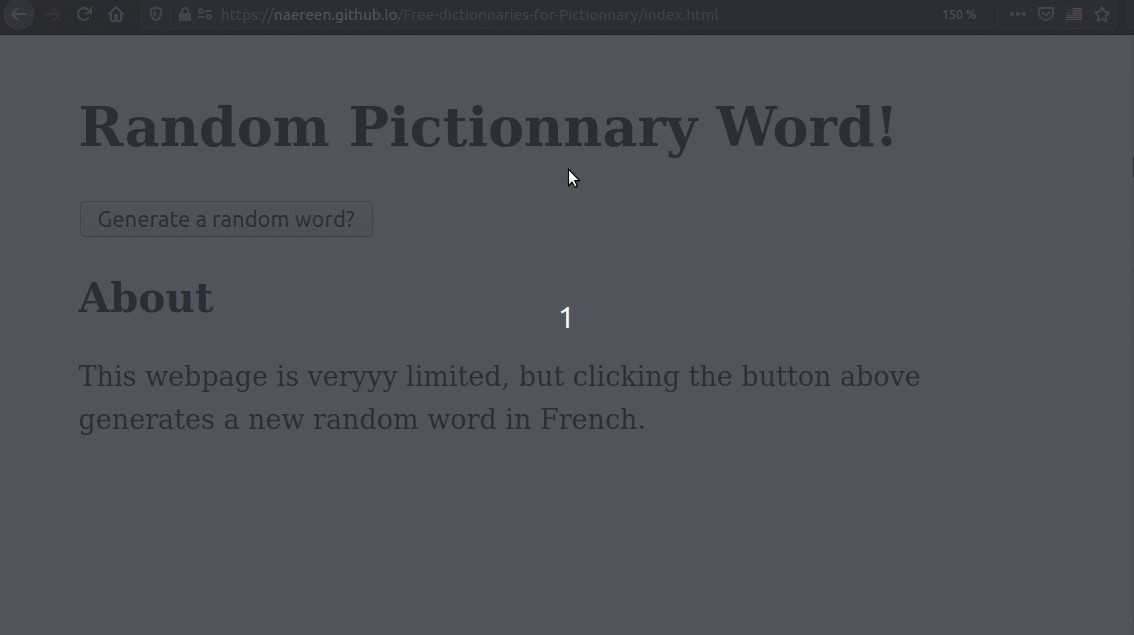 https://naereen.github.io/Free-dictionnaries-for-Pictionnary/index.html
150 %
Random Pictionnary Word!
Generate a random word?
About
1
This webpage is veryyy limited, but clicking the button above
generates a new random word in French.